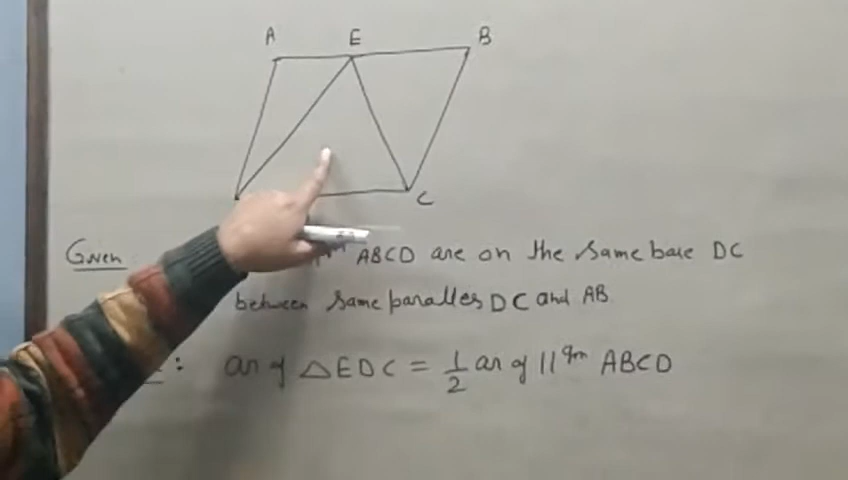 A E B
C
Given ABCD are on the same base DC
between same paralles DC and AB.
: ar of △EDC = 1/2 ar of ||gm ABCD